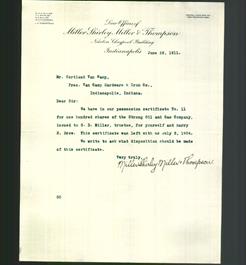 Law Offices of
Miller, Shirley, Miller & Thompson
Indianapolis
June 26, 1911.
Mr. Cortland Van Camp,
Pres. Van Camp Hardware & Iron Co.,
Indianapolis, Indiana.
Dear Sir:
We have in our possession certificate No. 11
for one hundred shares of the Strong Oil and Gas Company,
issued to S. D. Miller, trustee, for yourself and Harry
S. New. This certificate was left with us July 2, 1904.
We write to ask what disposition should be made
of this certificate.
Very truly,
Miller Shirley Miller & Thompson